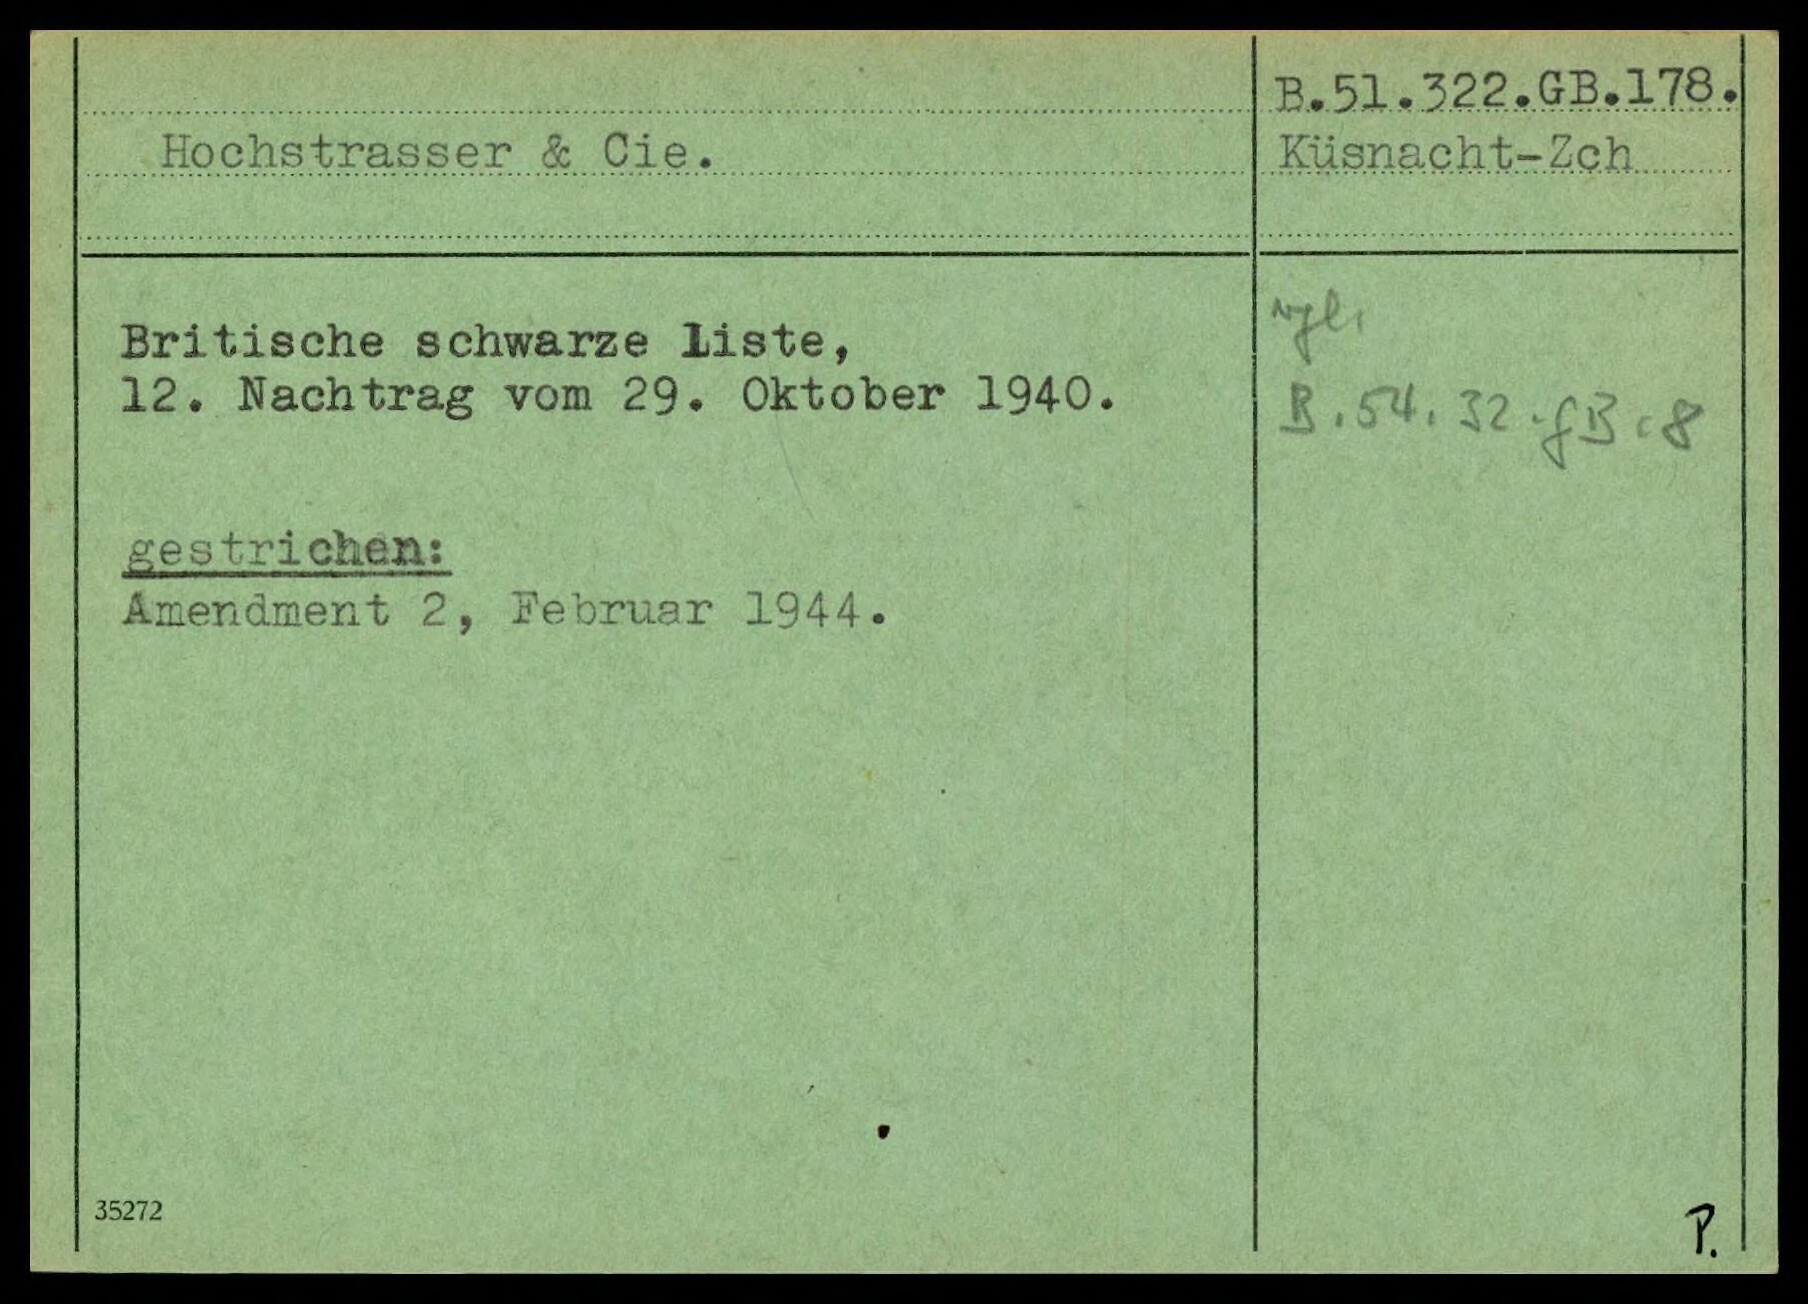 B.51.322.GB.178.
Hochstrasser & Cie.
Küsnacht-Zch
Britische schwarze Liste,
12. Nachtrag vom 29. Oktober 1940.
gestrichen:
Amendment 2, Februar 1944.
vgl.
B.54.32.GB.8
35272
P.